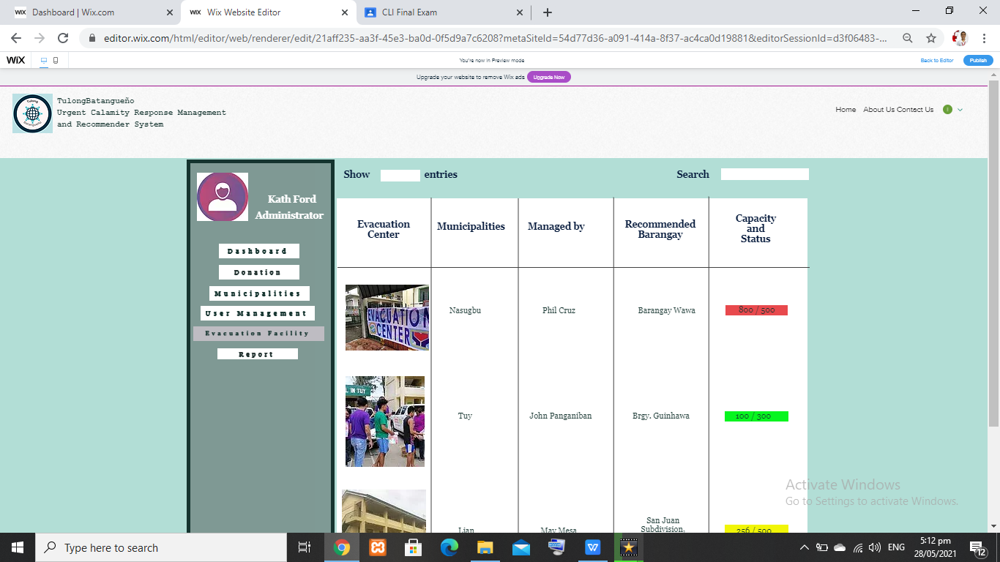 Dashboard | Wix.com
Wix Website Editor
CLI Final Exam
editor.wix.com/html/editor/web/renderer/edit/21aff235-aa3f-45e3-ba0d-0f5d9a7c6208?metaSiteId=54d77d36-a091-414a-8f37-ac4ca0d19881&editorSessionId=d3f06483-...
WiX
You're now in Preview mode
Back to Editor
Publish
Upgrade your website to remove Wix ads
Upgrade Now
TulongBatangueño
Urgent Calamity Response Management
and Recommender System
Home
About Us
Contact Us
Kath Ford
Administrator
Dashboard
Donation
Municipalities
User Management
Evacuation Facility
Report
Show
entries
Search
Evacuation
Center
Municipalities
Managed by
Recommended
Barangay
Capacity
and
Status
EVACUATION
CENTER
Nasugbu
Phil Cruz
Barangay Wawa
800 / 500
L IN TUY
Tuy
John Panganiban
Brgy. Guinhawa
100 / 300
Lian
May Mesa
San Juan
Subdivision,
256 / 500
Activate Windows
Go to Settings to activate Windows.
Type here to search
ENG
5:12 pm
28/05/2021
12